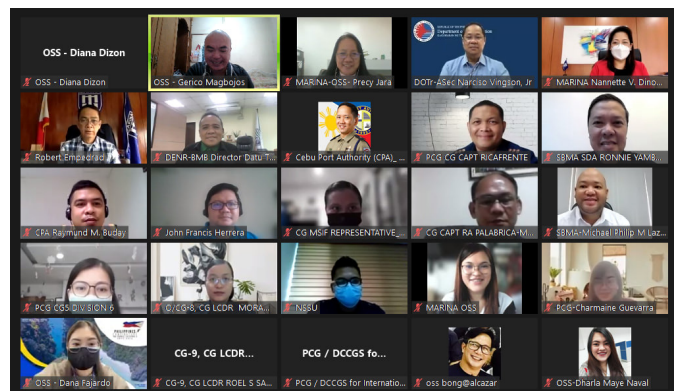 OSS - Diana Dizon
OSS - Diana Dizon
OSS - Gerico Magbojos
MARINA-OSS- Precy Jara
DOTr-ASec Narciso Vingson, Jr
MARINA Nannette V. Dino...
Robert Empedrad
DENR-BMB Director Datu T...
Cebu Port Authority (CPA)_ ...
PCG CG CAPT RICAFRENTE
SBMA SDA RONNIE YAMB...
CPA Raymund M. Buday
John Francis Herrera
CG MSIF REPRESENTATIVE_...
CG CAPT RA PALABRICA-M...
SBMA-Michael Philip M Laz...
PCG CG5 DIVISION 6
O/CG-8, CG LCDR MORA...
NSSU
MARINA OSS
PCG-Charmaine Guevarra
OSS - Dana Fajardo
CG-9, CG LCDR...
CG-9, CG LCDR ROEL S SA...
PCG / DCCGS fo...
PCG / DCCGS for Internatio...
oss bong@alcazar
OSS-Dharla Maye Naval